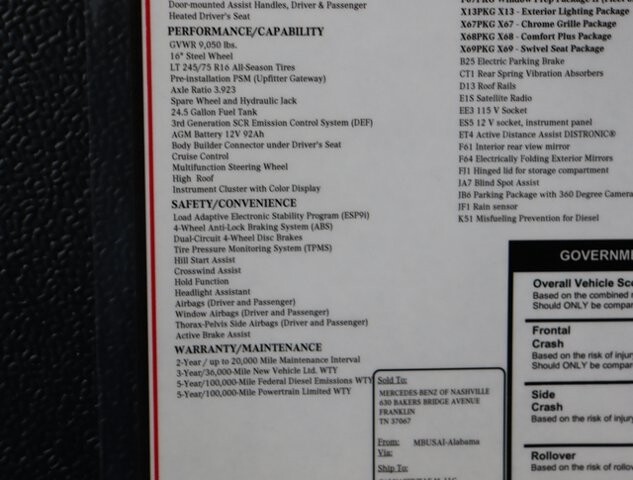 Door-mounted Assist Handles, Driver & Passenger
Heated Driver's Seat
PERFORMANCE/CAPABILITY
GVWR 9,050 lbs.
16" Steel Wheel
LT 245/75 R16 All-Season Tires
Pre-installation PSM (Upfitter Gateway)
Axle Ratio 3.923
Spare Wheel and Hydraulic Jack
24.5 Gallon Fuel Tank
3rd Generation SCR Emission Control System (DEF)
AGM Battery 12V 92Ah
Body Builder Connector under Driver's Seat
Cruise Control
Multifunction Steering Wheel
High Roof
Instrument Cluster with Color Display
SAFETY/CONVENIENCE
Load Adaptive Electronic Stability Program (ESP9i)
4-Wheel Anti-Lock Braking System (ABS)
Dual-Circuit 4-Wheel Disc Brakes
Tire Pressure Monitoring System (TPMS)
Hill Start Assist
Crosswind Assist
Hold Function
Headlight Assistant
Airbags (Driver and Passenger)
Window Airbags (Driver and Passenger)
Thorax-Pelvis Side Airbags (Driver and Passenger)
Active Brake Assist
WARRANTY/MAINTENANCE
2-Year / up to 20,000 Mile Maintenance Interval
3-Year/36,000-Mile New Vehicle Ltd. WTY
5-Year/100,000-Mile Federal Diesel Emissions WTY
5-Year/100,000-Mile Powertrain Limited WTY
X13PKG X13 - Exterior Lighting Package
X67PKG X67 - Chrome Grille Package
X68PKG X68 - Comfort Plus Package
X69PKG X69 - Swivel Seat Package
B25 Electric Parking Brake
CT1 Rear Spring Vibration Absorbers
D13 Roof Rails
E1S Satellite Radio
EE3 115 V Socket
ES5 12 V socket, instrument panel
ET4 Active Distance Assist DISTRONIC®
F61 Interior rear view mirror
F64 Electrically Folding Exterior Mirrors
FJ1 Hinged lid for storage compartment
JA7 Blind Spot Assist
JB6 Parking Package with 360 Degree Camera
JF1 Rain sensor
K51 Misfueling Prevention for Diesel
Sold To:
MERCEDES-BENZ OF NASHVILLE
630 BAKERS BRIDGE AVENUE
FRANKLIN
TN 37067
From: MBUSAI-Alabama
Via:
Ship To:
GOVERNME
Overall Vehicle Sco
Based on the combined r
Should ONLY be compar
Frontal
Crash
Based on the risk of injur
Should ONLY be compar
Side
Crash
Based on the risk of injury
Rollover
Based on the risk of rollov